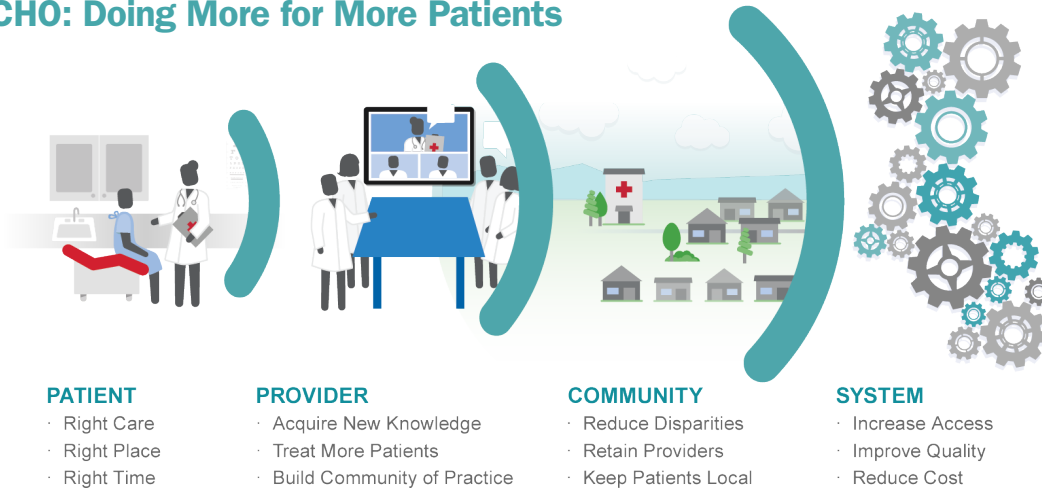 CHO: Doing More for More Patients
PATIENT
· Right Care
· Right Place
· Right Time
PROVIDER
· Acquire New Knowledge
· Treat More Patients
· Build Community of Practice
COMMUNITY
· Reduce Disparities
· Retain Providers
· Keep Patients Local
SYSTEM
· Increase Access
· Improve Quality
· Reduce Cost